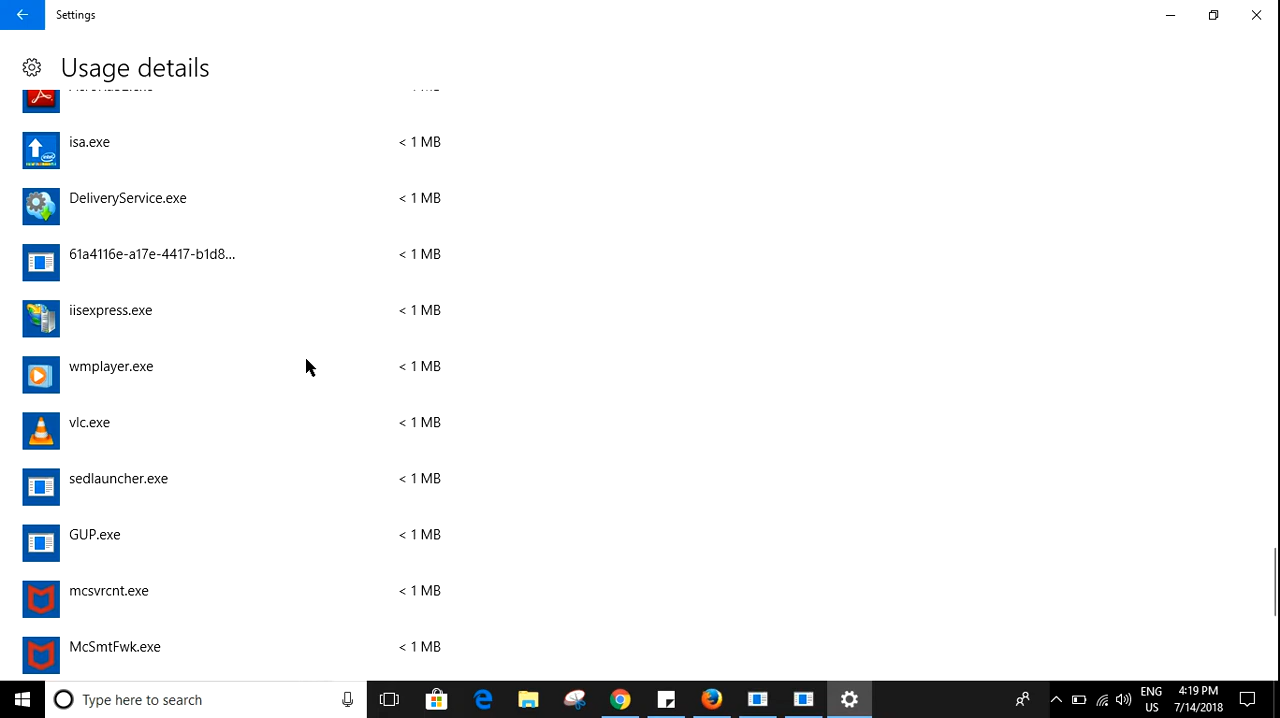 Settings
Usage details
isa.exe < 1 MB
DeliveryService.exe < 1 MB
61a4116e-a17e-4417-b1d8... < 1 MB
iisexpress.exe < 1 MB
wmplayer.exe < 1 MB
vlc.exe < 1 MB
sedlauncher.exe < 1 MB
GUP.exe < 1 MB
mcsvrcnt.exe < 1 MB
McSmtFwk.exe < 1 MB
Type here to search
ENG
US
4:19 PM
7/14/2018